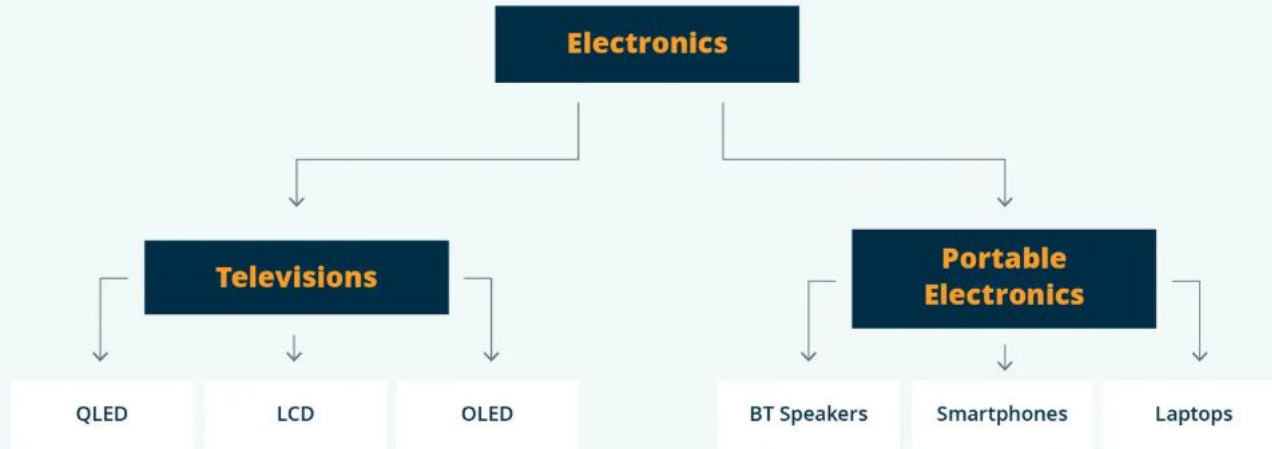 Electronics
Televisions
Portable
Electronics
QLED
LCD
OLED
BT Speakers
Smartphones
Laptops